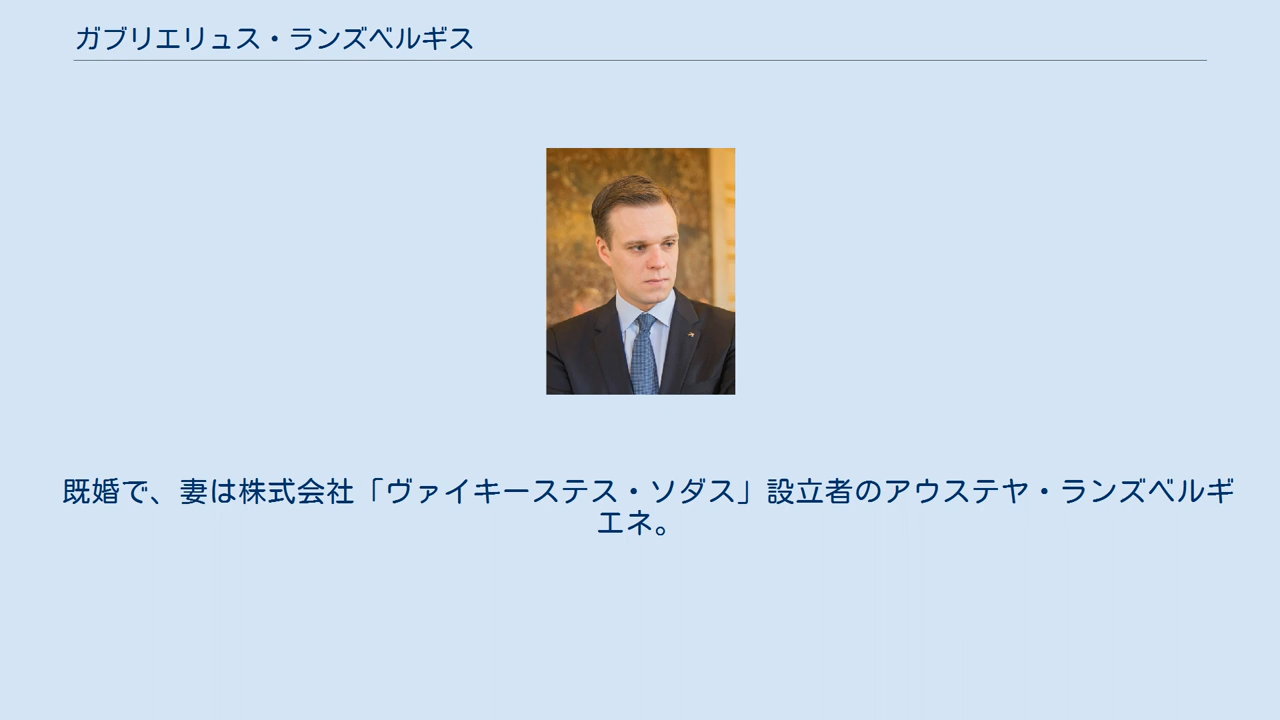 ガブリエリュス・ランズベルギス
既婚で、妻は株式会社「ヴァイキーステス・ソダス」設立者のアウステヤ・ランズベルギ
エネ。